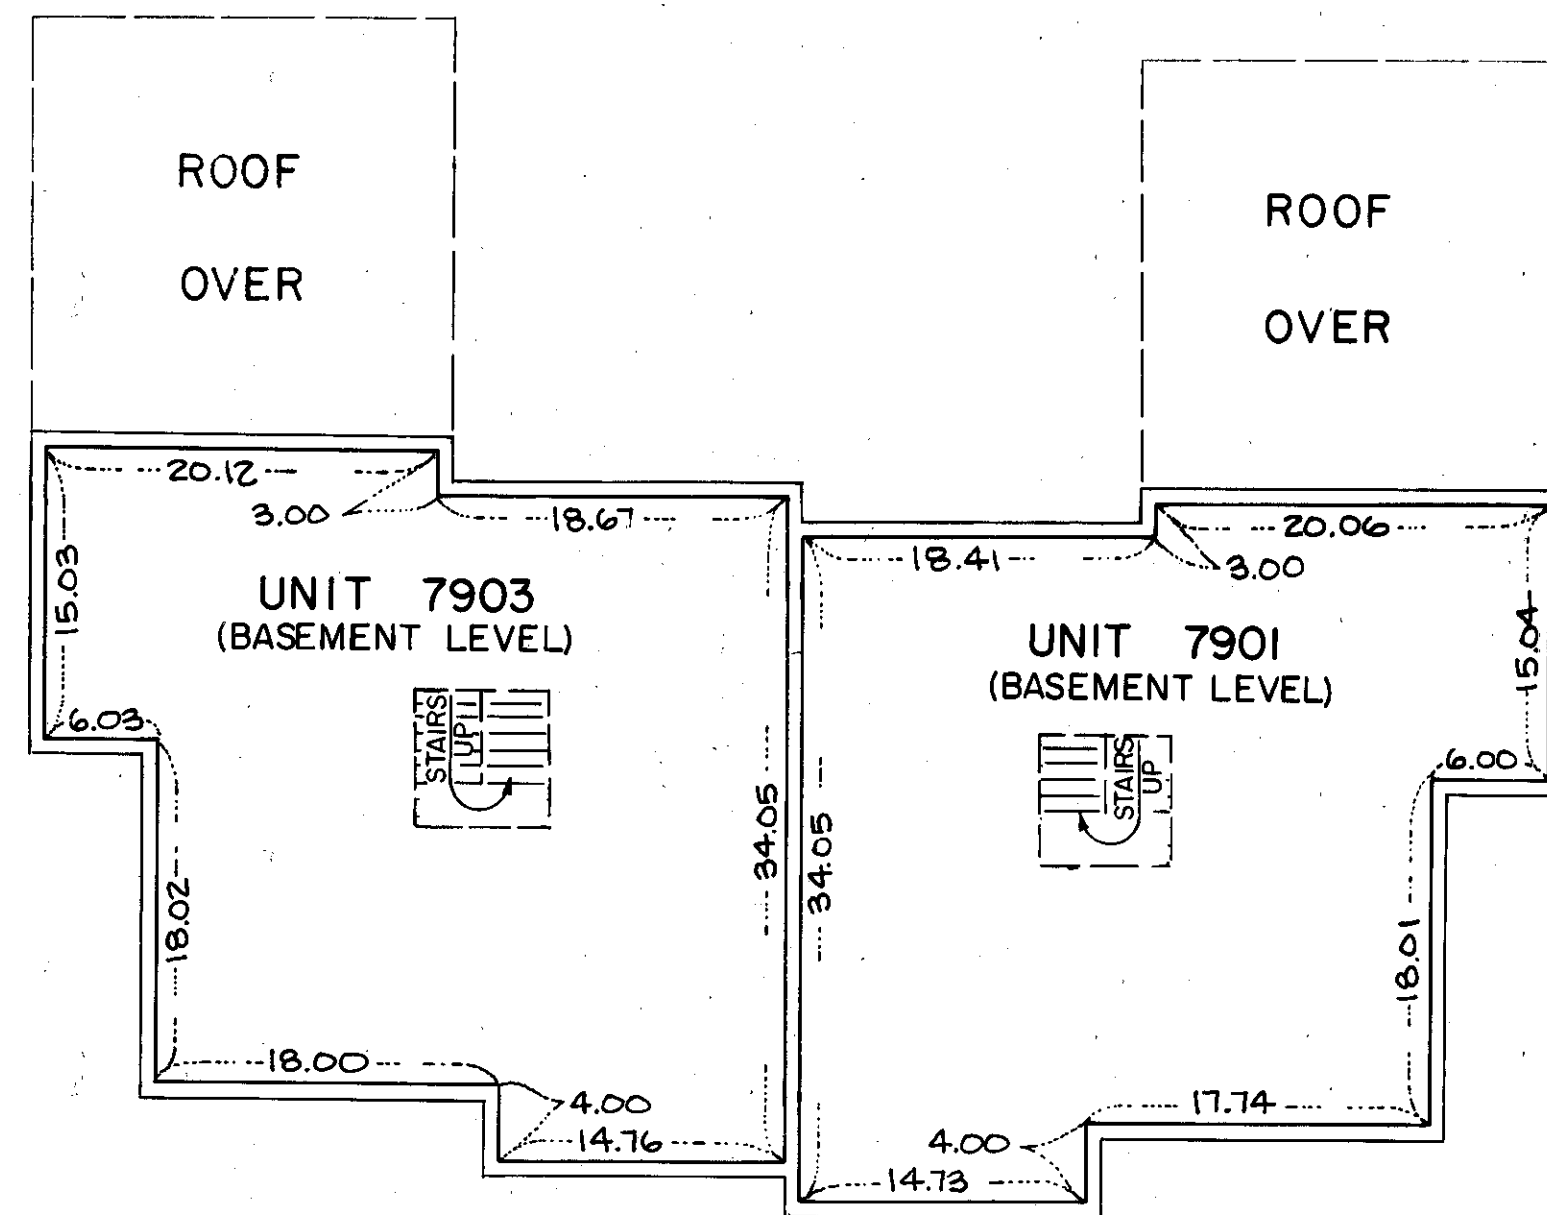 ROOF
OVER
ROOF
OVER
20.12
3.00
18.67
15.03
UNIT 7903
(BASEMENT LEVEL)
STAIRS
UP
6.03
34.05
18.02
18.00
4.00
14.76
18.41
20.06
3.00
UNIT 7901
(BASEMENT LEVEL)
15.04
STAIRS
UP
6.00
34.05
18.01
17.74
4.00
14.73